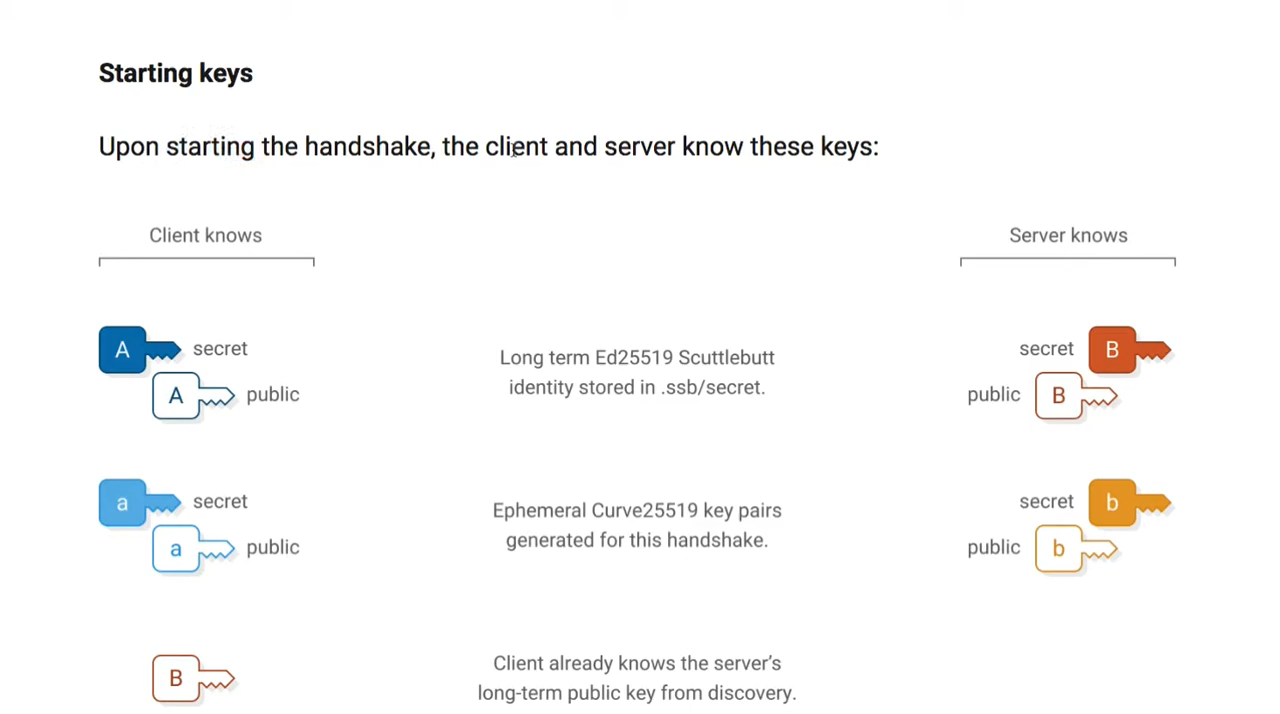 Starting keys
Upon starting the handshake, the client and server know these keys:
Client knows
Server knows
A secret
A public
Long term Ed25519 Scuttlebutt
identity stored in .ssb/secret.
secret B
public B
a secret
a public
Ephemeral Curve25519 key pairs
generated for this handshake.
secret b
public b
B
Client already knows the server’s
long-term public key from discovery.